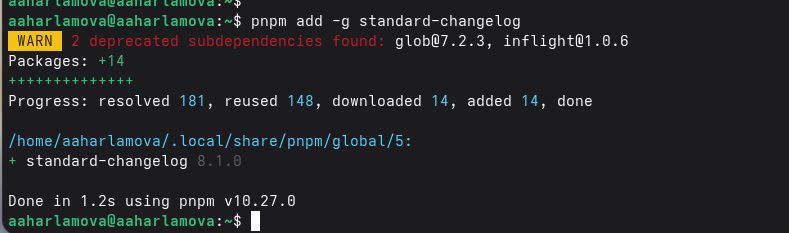 aaharlamova@aaharlamova:~$
aaharlamova@aaharlamova:~$ pnpm add -g standard-changelog
WARN 2 deprecated subdependencies found: glob@7.2.3, inflight@1.0.6
Packages: +14
++++++++++++++
Progress: resolved 181, reused 148, downloaded 14, added 14, done
/home/aaharlamova/.local/share/pnpm/global/5:
+ standard-changelog 8.1.0
Done in 1.2s using pnpm v10.27.0
aaharlamova@aaharlamova:~$